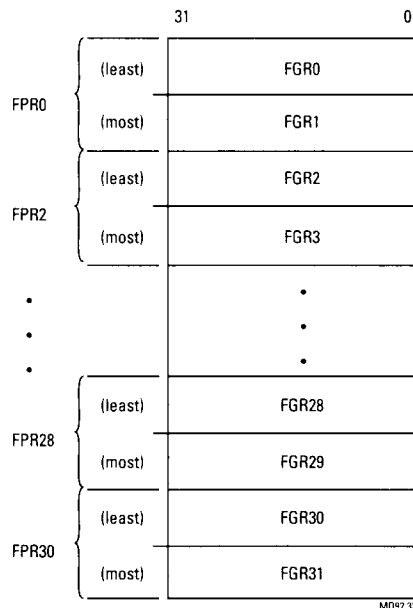 31 0
(least) FGR0
FPR0
(most) FGR1
(least) FGR2
FPR2
(most) FGR3
(least) FGR28
FPR28
(most) FGR29
(least) FGR30
FPR30
(most) FGR31